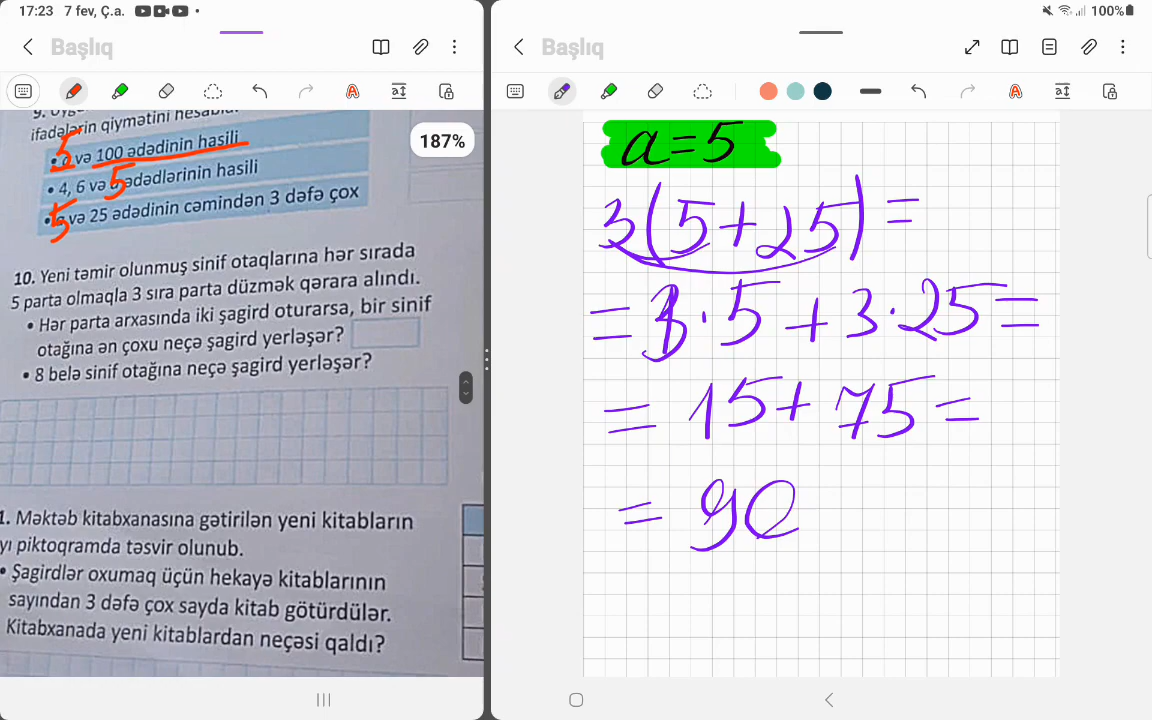 17:23 7 fev, Ç.a.
Başlıq
187%
ifadələrin qiymətini
• 5 və 100 ədədinin hasili
• 4, 6 və 5 ədədlərinin hasili
• 5 və 25 ədədinin cəmindən 3 dəfə çox
10. Yeni təmir olunmuş sinif otaqlarına hər sırada
5 parta olmaqla 3 sıra parta düzmək qərara alındı.
• Hər parta arxasında iki şagird oturarsa, bir sinif
otağına ən çoxu neçə şagird yerləşər?
• 8 belə sinif otağına neçə şagird yerləşər?
1. Məktəb kitabxanasına gətirilən yeni kitabların
yı piktoqramda təsvir olunub.
• Şagirdlər oxumaq üçün hekayə kitablarının
sayından 3 dəfə çox sayda kitab götürdülər.
Kitabxanada yeni kitablardan neçəsi qaldı?
100%
Başlıq
a=5
3(5+25)=
=3·5+3·25=
=15+75=
=90